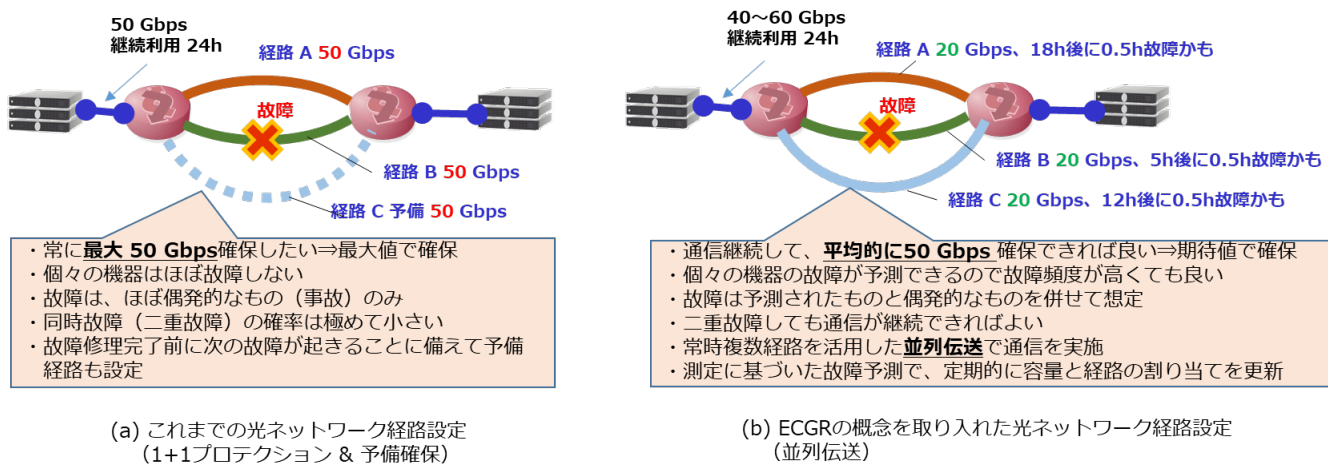 50 Gbps
継続利用 24h
経路 A 50 Gbps
故障
経路 B 50 Gbps
経路 C 予備 50 Gbps
・常に最大 50 Gbps確保したい⇒最大値で確保
・個々の機器はほぼ故障しない
・故障は、ほぼ偶発的なもの（事故）のみ
・同時故障（二重故障）の確率は極めて小さい
・故障修理完了前に次の故障が起きることに備えて予備
経路も設定
(a) これまでの光ネットワーク経路設定
（1+1プロテクション & 予備確保）
40～60 Gbps
継続利用 24h
経路 A 20 Gbps、18h後に0.5h故障かも
故障
経路 B 20 Gbps、5h後に0.5h故障かも
経路 C 20 Gbps、12h後に0.5h故障かも
・通信継続して、平均的に50 Gbps 確保できれば良い⇒期待値で確保
・個々の機器の故障が予測できるので故障頻度が高くても良い
・故障は予測されたものと偶発的なものを併せて想定
・二重故障しても通信が継続できればよい
・常時複数経路を活用した並列伝送で通信を実施
・測定に基づいた故障予測で、定期的に容量と経路の割り当てを更新
(b) ECGRの概念を取り入れた光ネットワーク経路設定
（並列伝送）